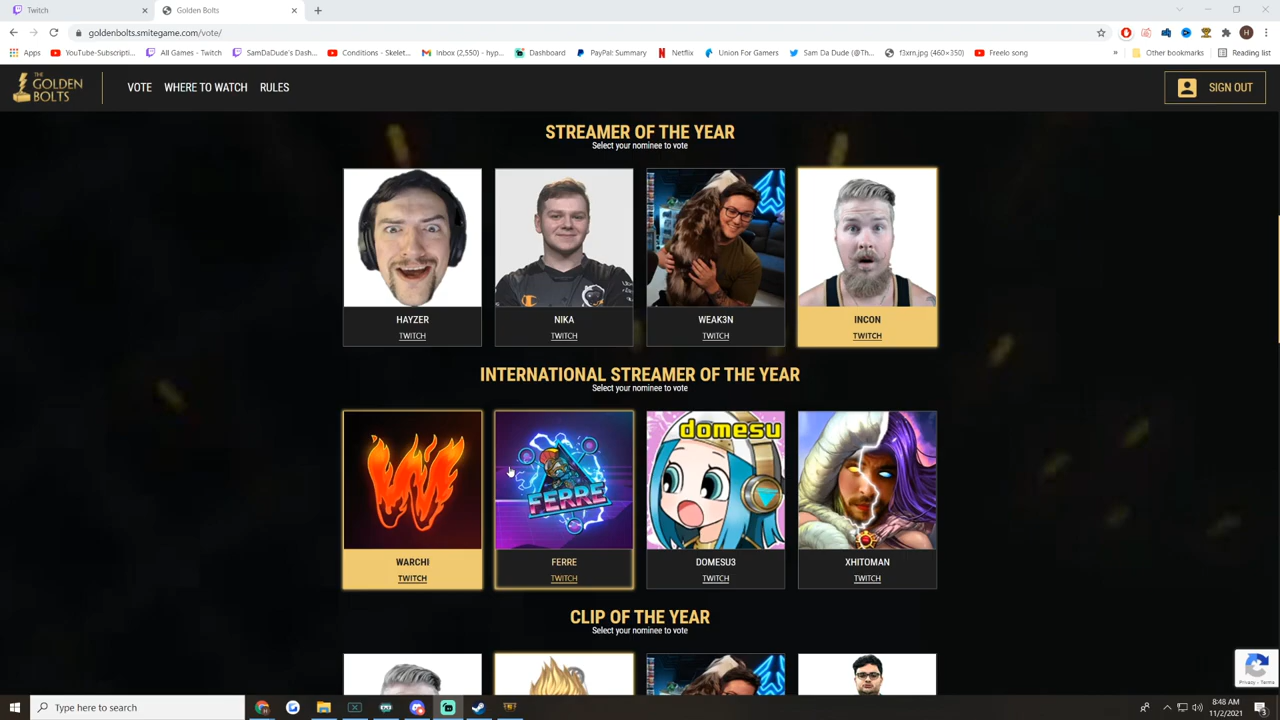 Twitch
Golden Bolts
goldenbolts.smitegame.com/vote/
Apps
YouTube-Subscripti...
All Games - Twitch
SamDaDude's Dash...
Conditions - Skelet...
Inbox (2,550) - hyp...
Dashboard
PayPal: Summary
Netflix
Union For Gamers
Sam Da Dude (@Th...
f3xrn.jpg (460×350)
Freelo song
»
Other bookmarks
Reading list
H
THE GOLDEN BOLTS
VOTE
WHERE TO WATCH
RULES
SIGN OUT
STREAMER OF THE YEAR
Select your nominee to vote
HAYZER
TWITCH
NIKA
TWITCH
WEAK3N
TWITCH
INCON
TWITCH
INTERNATIONAL STREAMER OF THE YEAR
Select your nominee to vote
FERRE
domesu
WARCHI
TWITCH
FERRE
TWITCH
DOMESU3
TWITCH
XHITOMAN
TWITCH
CLIP OF THE YEAR
Select your nominee to vote
Privacy - Terms
Type here to search
8:48 AM
11/2/2021